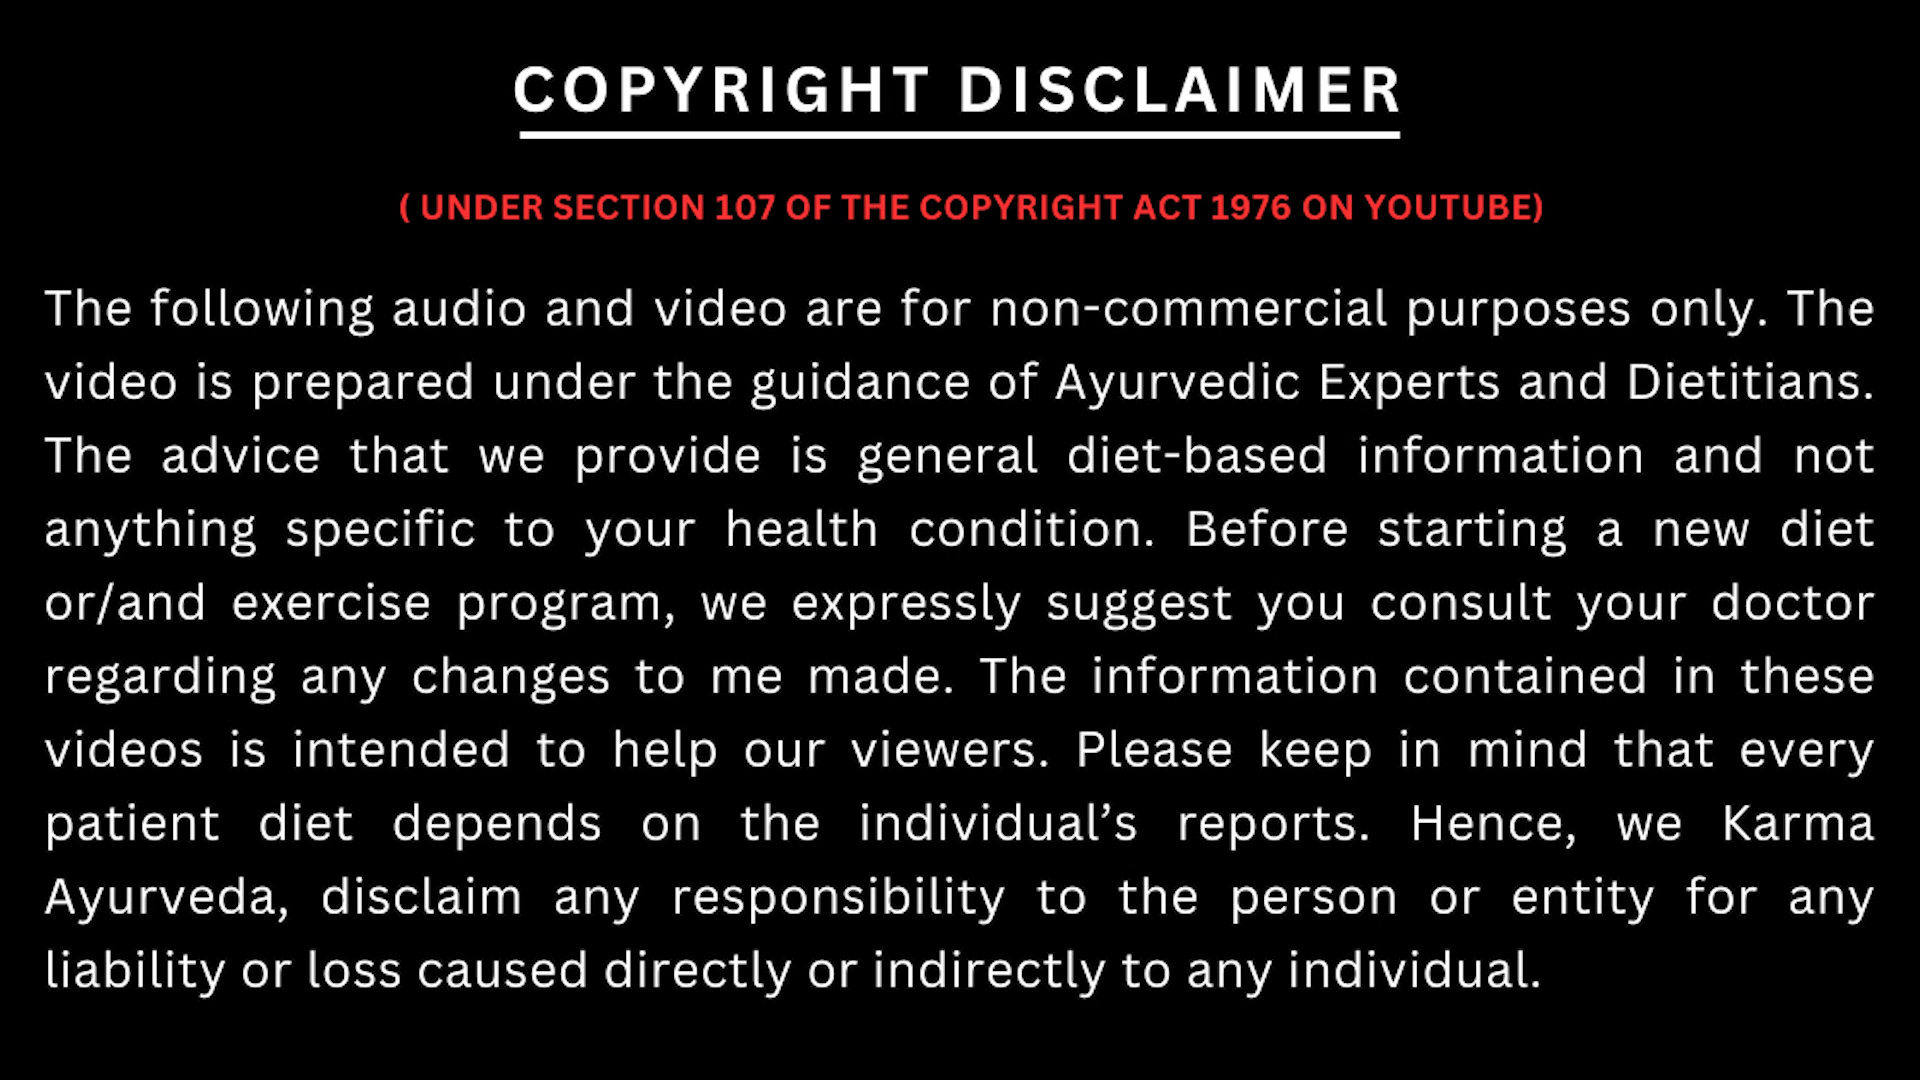 COPYRIGHT DISCLAIMER
( UNDER SECTION 107 OF THE COPYRIGHT ACT 1976 ON YOUTUBE)
The following audio and video are for non-commercial purposes only. The
video is prepared under the guidance of Ayurvedic Experts and Dietitians.
The advice that we provide is general diet-based information and not
anything specific to your health condition. Before starting a new diet
or/and exercise program, we expressly suggest you consult your doctor
regarding any changes to me made. The information contained in these
videos is intended to help our viewers. Please keep in mind that every
patient diet depends on the individual’s reports. Hence, we Karma
Ayurveda, disclaim any responsibility to the person or entity for any
liability or loss caused directly or indirectly to any individual.